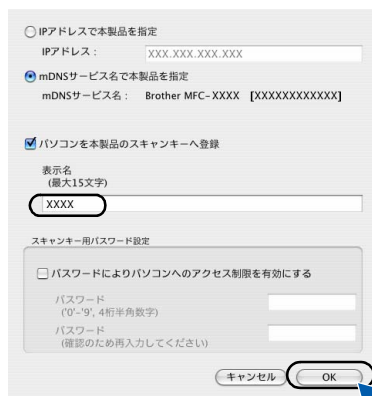 IPアドレスで本製品を指定
IPアドレス： XXX.XXX.XXX.XXX
mDNSサービス名で本製品を指定
mDNSサービス名： Brother MFC-XXXX [XXXXXXXXXXXX]
パソコンを本製品のスキャンキーへ登録
表示名
(最大15文字)
XXXX
スキャンキー用パスワード設定
パスワードによりパソコンへのアクセス制限を有効にする
パスワード
('0'-'9', 4桁半角数字)
パスワード
(確認のため再入力してください)
キャンセル OK